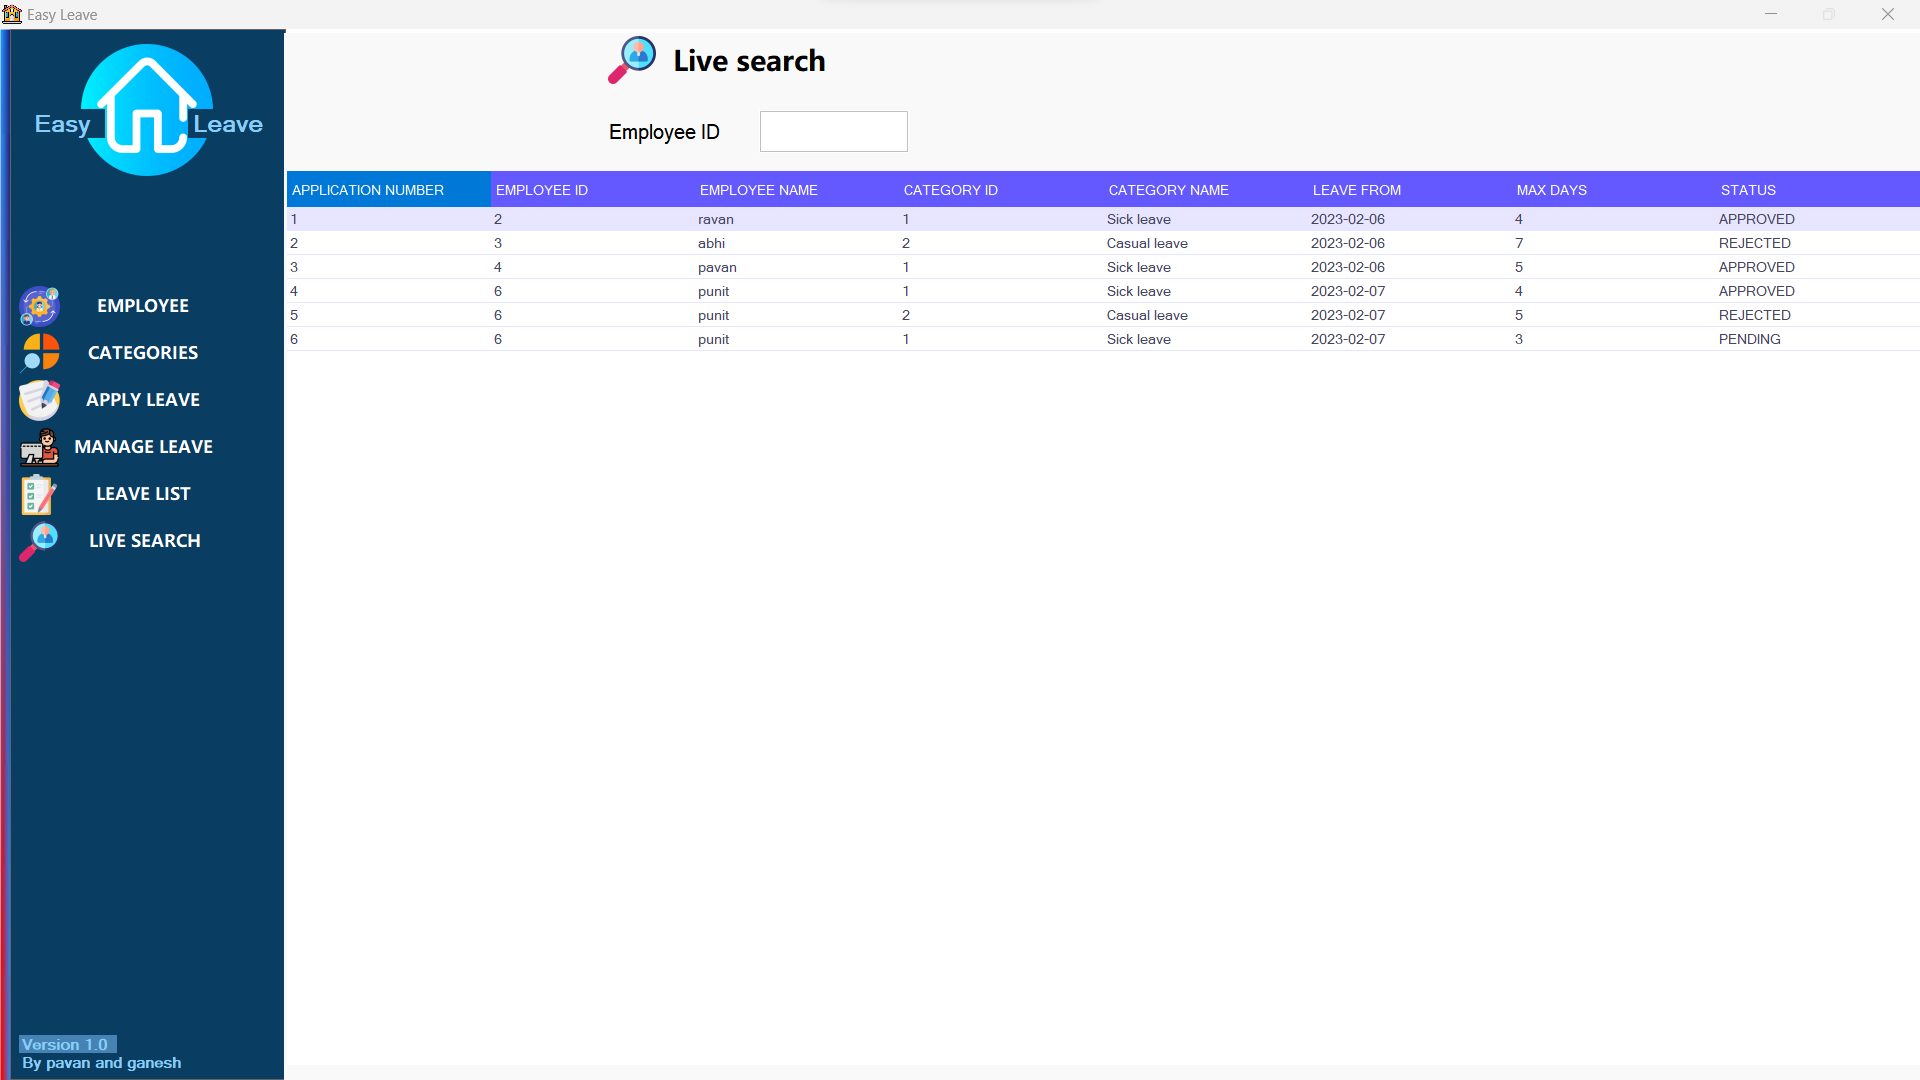 Easy Leave
Easy Leave
EMPLOYEE
CATEGORIES
APPLY LEAVE
MANAGE LEAVE
LEAVE LIST
LIVE SEARCH
Version 1.0
By pavan and ganesh
Live search
Employee ID
APPLICATION NUMBER EMPLOYEE ID EMPLOYEE NAME CATEGORY ID CATEGORY NAME LEAVE FROM MAX DAYS STATUS
1 2 ravan 1 Sick leave 2023-02-06 4 APPROVED
2 3 abhi 2 Casual leave 2023-02-06 7 REJECTED
3 4 pavan 1 Sick leave 2023-02-06 5 APPROVED
4 6 punit 1 Sick leave 2023-02-07 4 APPROVED
5 6 punit 2 Casual leave 2023-02-07 5 REJECTED
6 6 punit 1 Sick leave 2023-02-07 3 PENDING